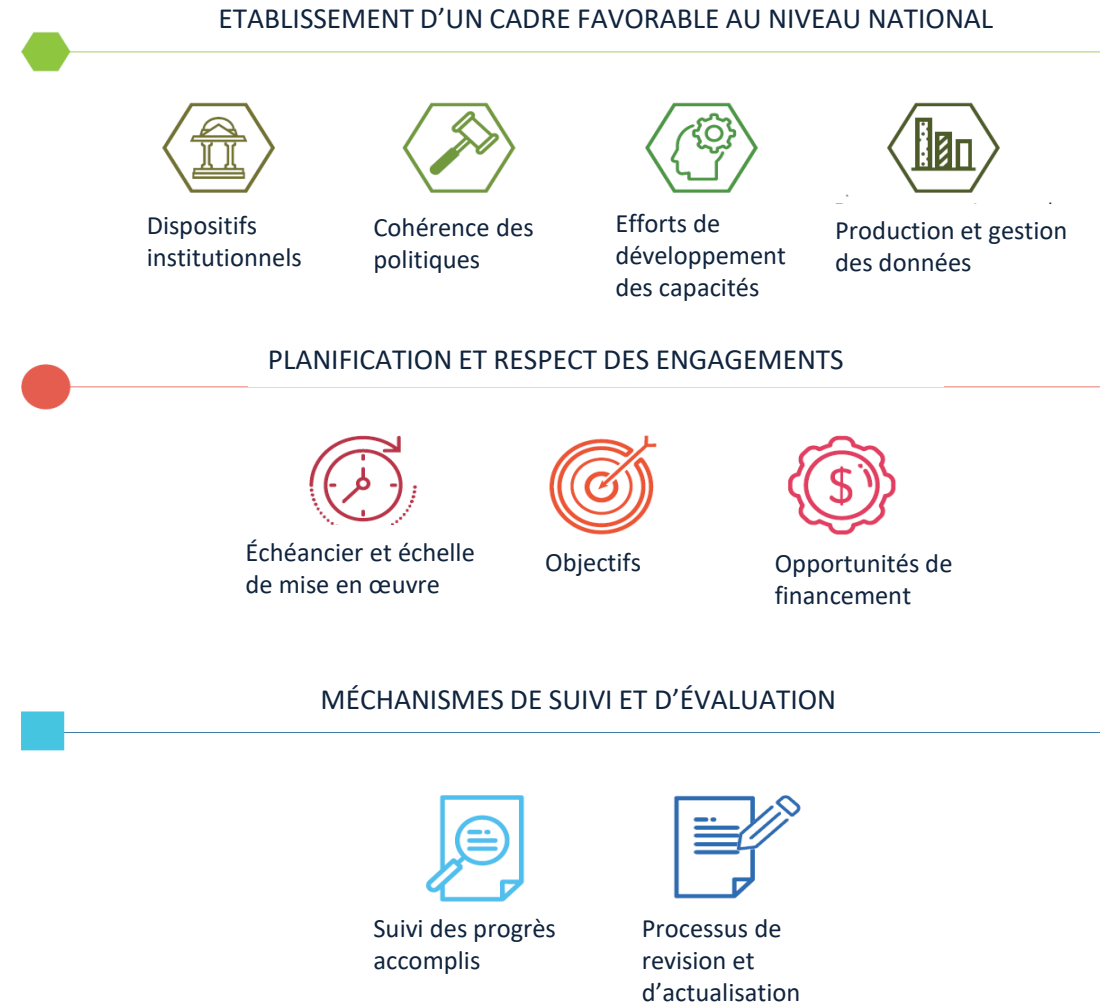 ETABLISSEMENT D’UN CADRE FAVORABLE AU NIVEAU NATIONAL
Dispositifs
institutionnels
Cohérence des
politiques
Efforts de
développement
des capacités
Production et gestion
des données
PLANIFICATION ET RESPECT DES ENGAGEMENTS
Échéancier et échelle
de mise en œuvre
Objectifs
$
Opportunités de
financement
MÉCHANISMES DE SUIVI ET D’ÉVALUATION
Suivi des progrès
accomplis
Processus de
revision et
d’actualisation